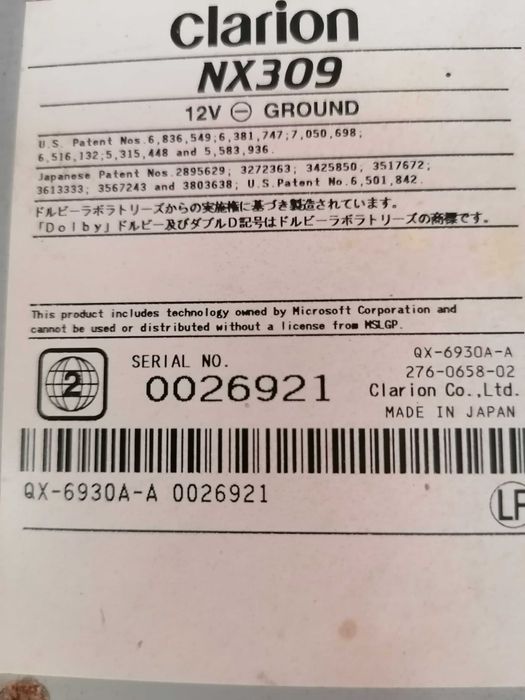 clarion
NX309
12V ⊖ GROUND
U.S. Patent Nos.6,836,549;6,381,747;7,050,698;
6,516,132;5,315,448 and 5,583,936.
Japanese Patent Nos.2895629; 3272363; 3425850; 3517672;
3613333; 3567243 and 3803638; U.S.Patent No.6,501,842.
ドルビーラボラトリーズからの実施権に基づき製造されています。
「Dolby」ドルビー及びダブルD記号はドルビーラボラトリーズの商標です。
This product includes technology owned by Microsoft Corporation and
cannot be used or distributed without a license from MSLGP.
2
SERIAL NO.
0026921
QX-6930A-A
276-0658-02
Clarion Co.,Ltd.
MADE IN JAPAN
QX-6930A-A 0026921